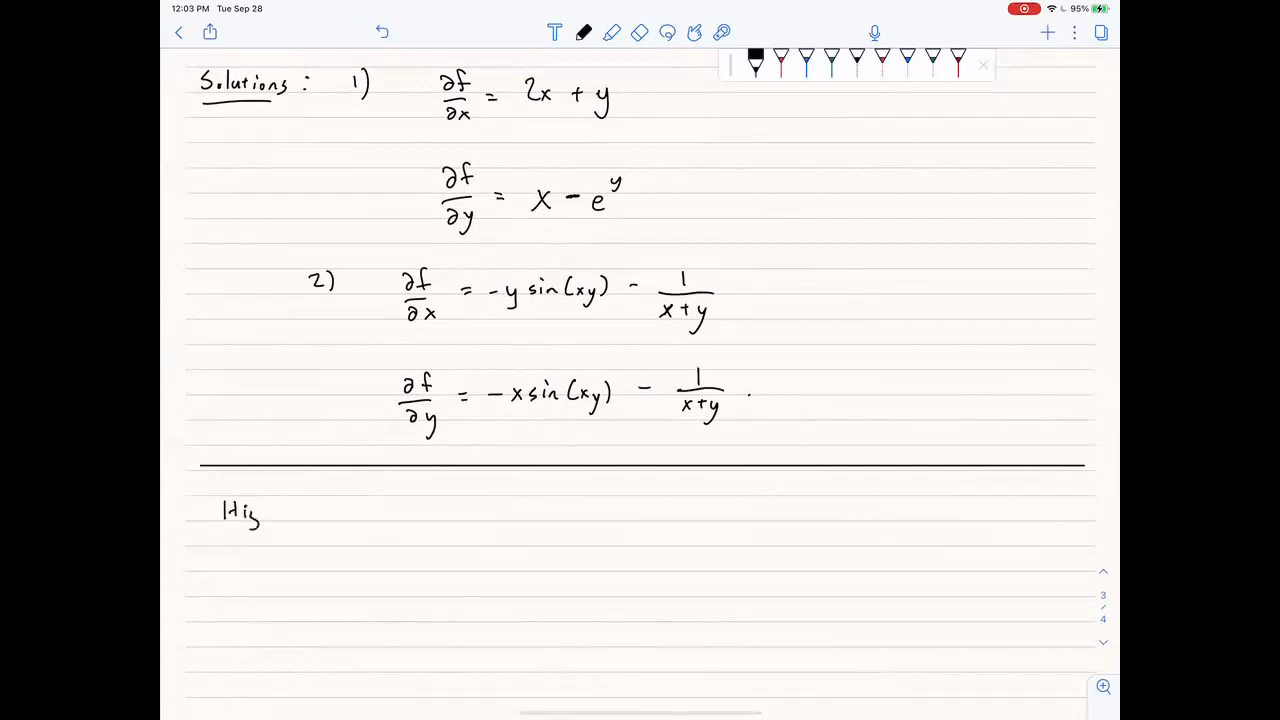 12:03 PM Tue Sep 28
95%
Solutions: 1) ∂f/∂x = 2x + y
∂f/∂y = x - e^y
2) ∂f/∂x = -y sin(xy) - 1/(x+y)
∂f/∂y = -x sin(xy) - 1/(x+y) .
Hig
3
/
4